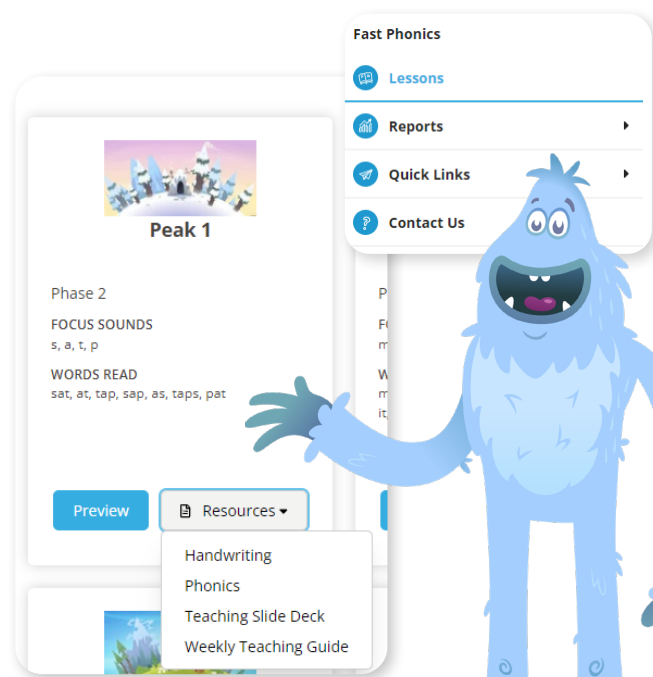 Fast Phonics
Lessons
Reports
Quick Links
Contact Us
Peak 1
Phase 2
FOCUS SOUNDS
s, a, t, p
WORDS READ
sat, at, tap, sap, as, taps, pat
Preview
Resources
Handwriting
Phonics
Teaching Slide Deck
Weekly Teaching Guide